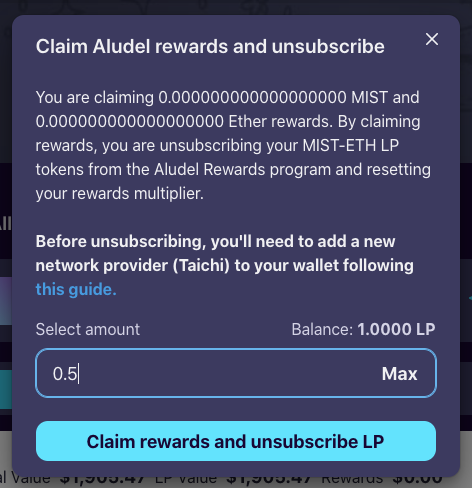 Claim Aludel rewards and unsubscribe
You are claiming 0.000000000000000000 MIST and
0.000000000000000000 Ether rewards. By claiming
rewards, you are unsubscribing your MIST-ETH LP
tokens from the Aludel Rewards program and resetting
your rewards multiplier.
Before unsubscribing, you'll need to add a new
network provider (Taichi) to your wallet following
this guide.
Select amount Balance: 1.0000 LP
0.5 Max
Claim rewards and unsubscribe LP
Value $1,905.47 LP Value $1,905.47 Rewards $0.00